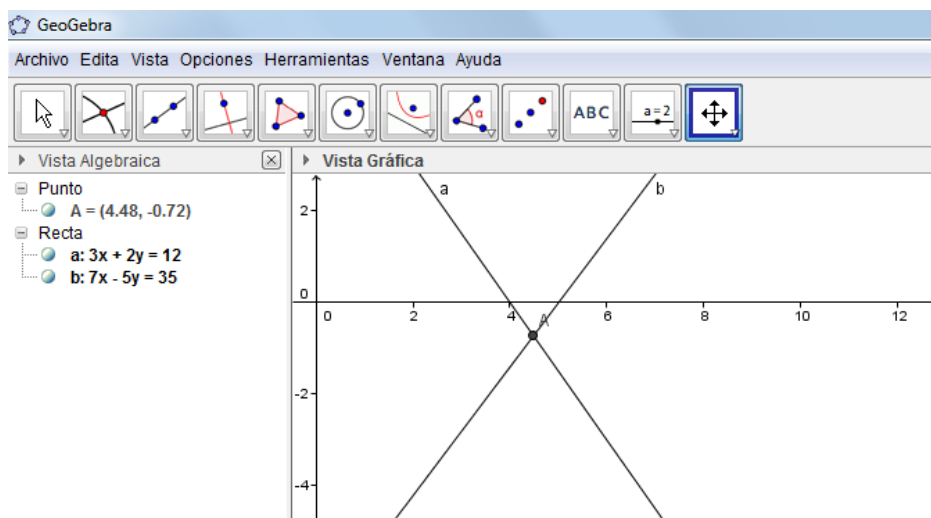 GeoGebra
Archivo Edita Vista Opciones Herramientas Ventana Ayuda
ABC
a=2
α
Vista Algebraica
Punto
A = (4.48, -0.72)
Recta
a: 3x + 2y = 12
b: 7x - 5y = 35
Vista Gráfica
a
b
2
0
0
2
4
A
6
8
10
12
-2
-4